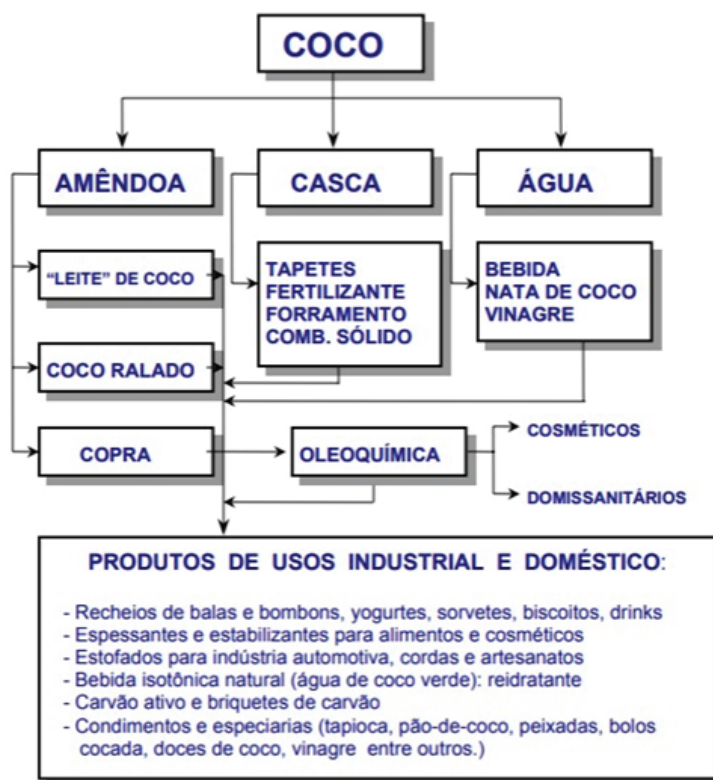 COCO
AMÊNDOA
CASCA
ÁGUA
“LEITE” DE COCO
COCO RALADO
COPRA
TAPETES
FERTILIZANTE
FORRAMENTO
COMB. SÓLIDO
BEBIDA
NATA DE COCO
VINAGRE
OLEOQUÍMICA
COSMÉTICOS
DOMISSANITÁRIOS
PRODUTOS DE USOS INDUSTRIAL E DOMÉSTICO:
- Recheios de balas e bombons, yogurtes, sorvetes, biscoitos, drinks
- Espessantes e estabilizantes para alimentos e cosméticos
- Estofados para indústria automotiva, cordas e artesanatos
- Bebida isotônica natural (água de coco verde): reidratante
- Carvão ativo e briquetes de carvão
- Condimentos e especiarias (tapioca, pão-de-coco, peixadas, bolos
cocada, doces de coco, vinagre entre outros.)